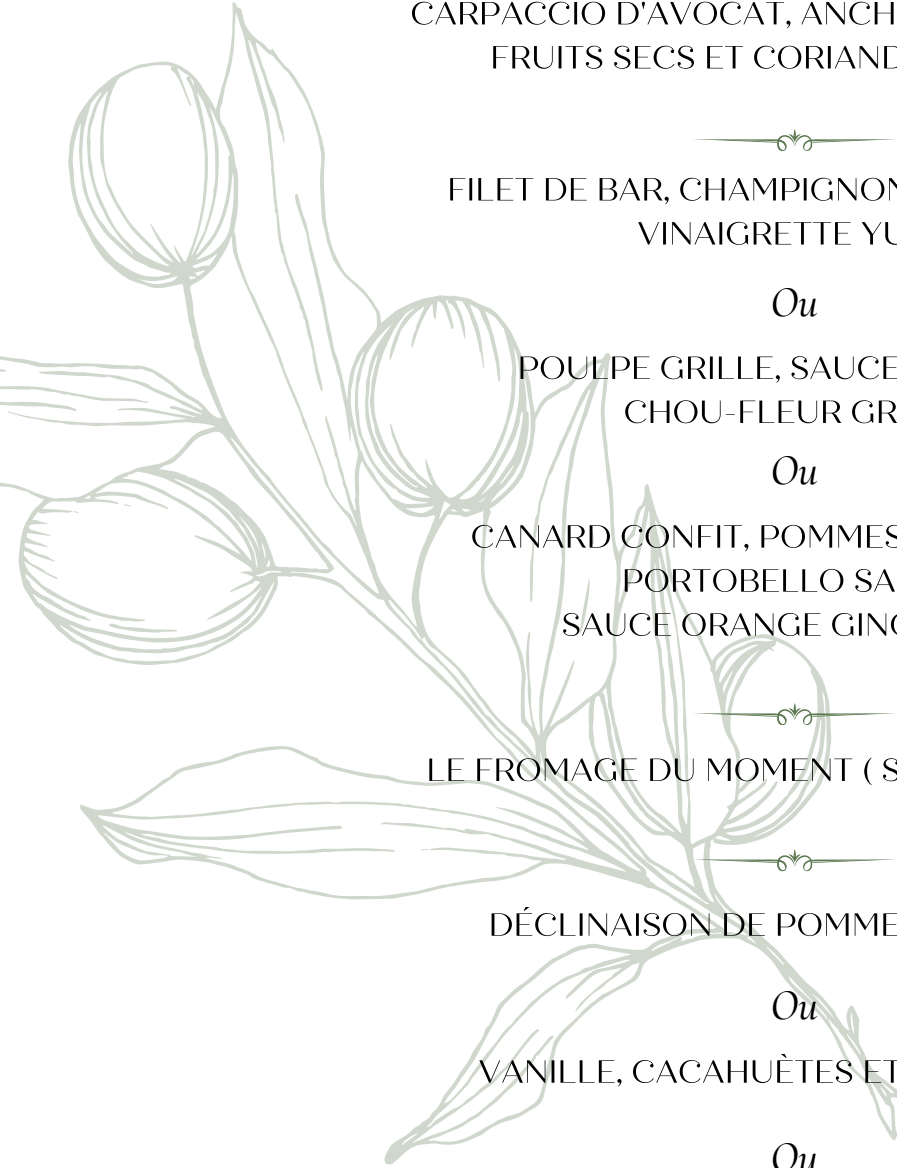 CARPACCIO D'AVOCAT, ANCH
FRUITS SECS ET CORIAND
FILET DE BAR, CHAMPIGNON
VINAIGRETTE YU
Ou
POULPE GRILLE, SAUCE
CHOU-FLEUR GR
Ou
CANARD CONFIT, POMMES
PORTOBELLO SA
SAUCE ORANGE GING
LE FROMAGE DU MOMENT ( S
DÉCLINAISON DE POMME
Ou
VANILLE, CACAHUÈTES ET
Ou